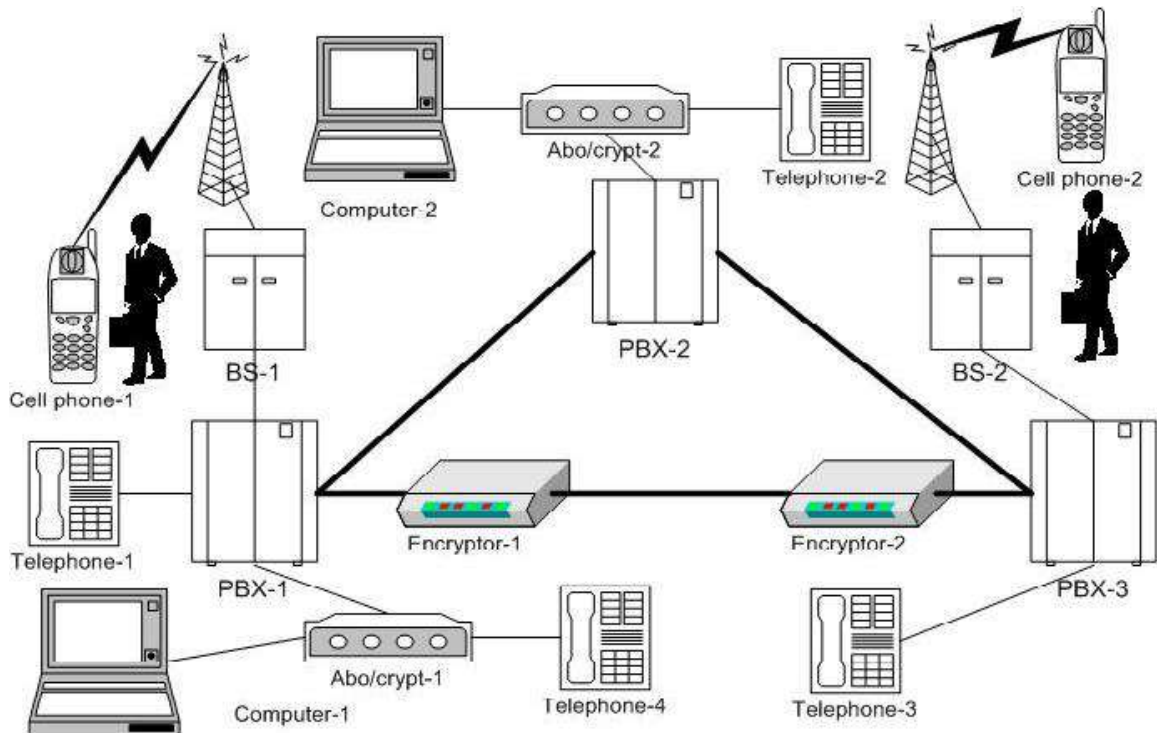 Abo/crypt-2
Telephone-2
Cell phone-2
Computer-2
PBX-2
BS-1
BS-2
Cell phone-1
Encryptor-1
Encryptor-2
Telephone-1
PBX-1
PBX-3
Abo/crypt-1
Telephone-4
Telephone-3
Computer-1